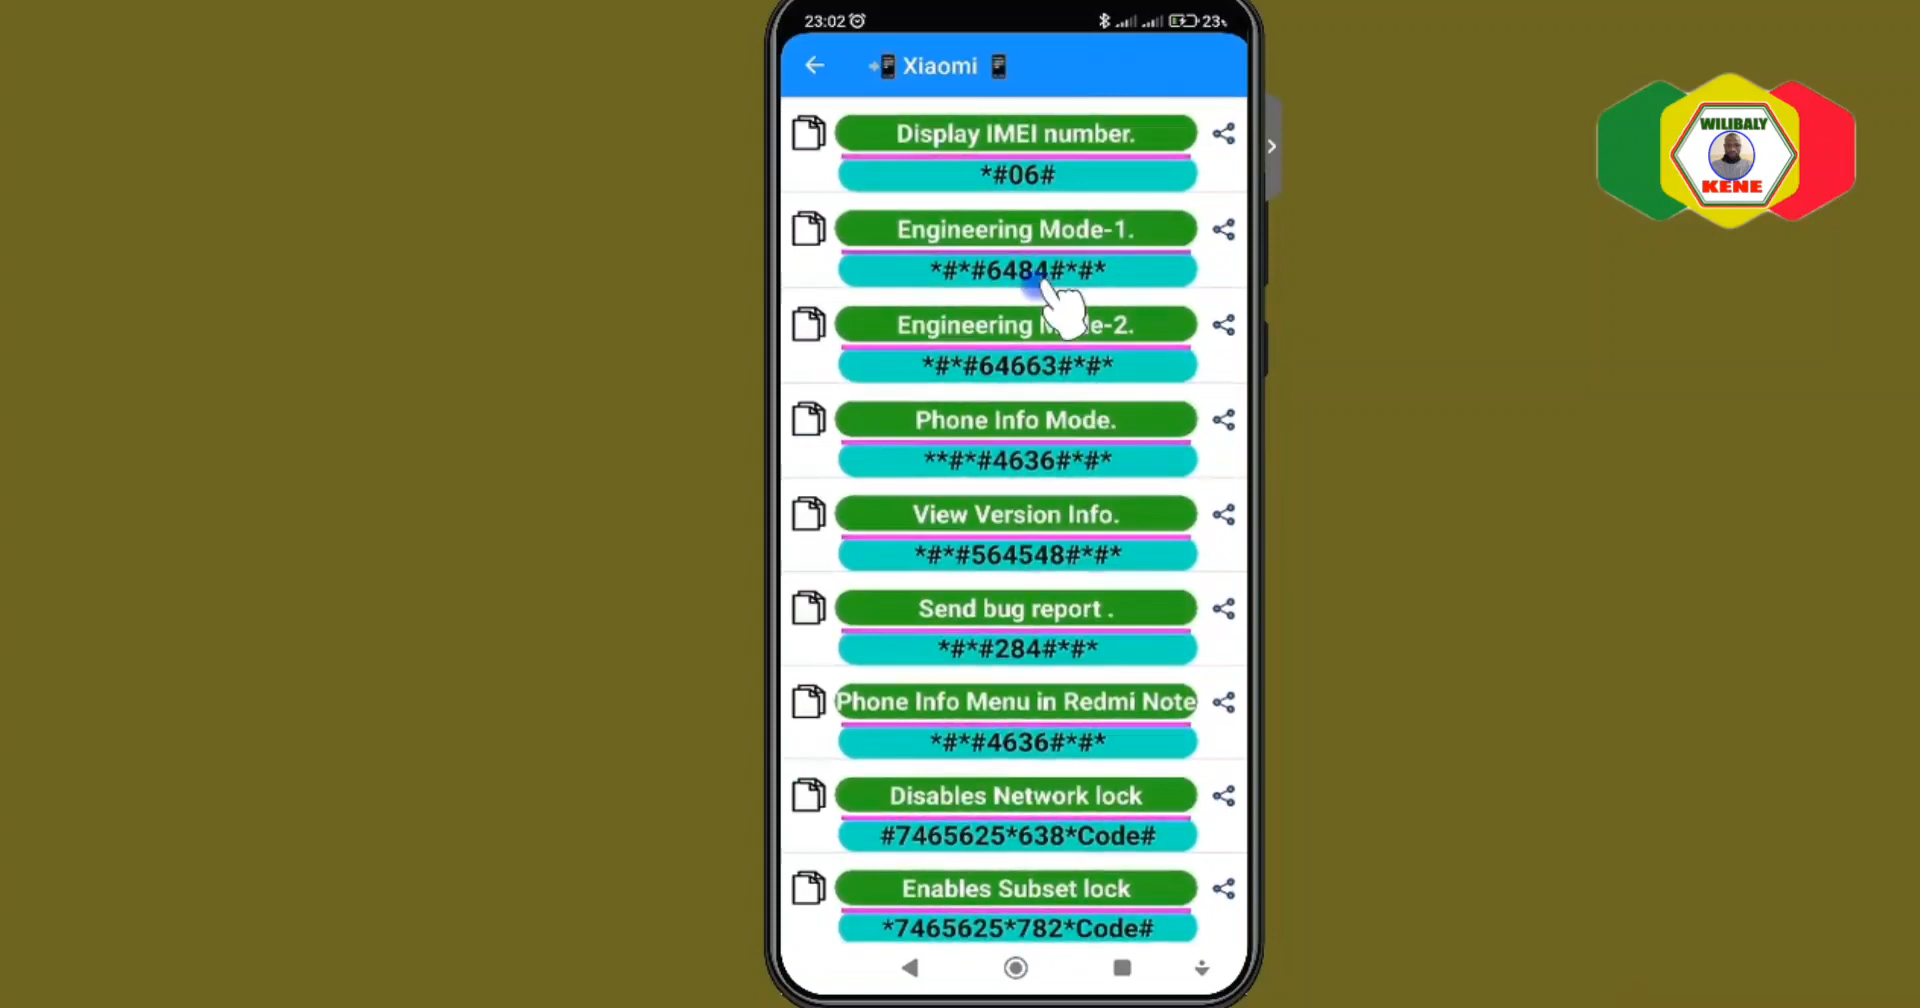 23:02
23%
Xiaomi
Display IMEI number.
*#06#
Engineering Mode-1.
*#*#6484#*#*
Engineering M e-2.
*#*#64663#*#*
Phone Info Mode.
**#*#4636#*#*
View Version Info.
*#*#564548#*#*
Send bug report .
*#*#284#*#*
Phone Info Menu in Redmi Note
*#*#4636#*#*
Disables Network lock
#7465625*638*Code#
Enables Subset lock
*7465625*782*Code#
WILIBALY
KENE